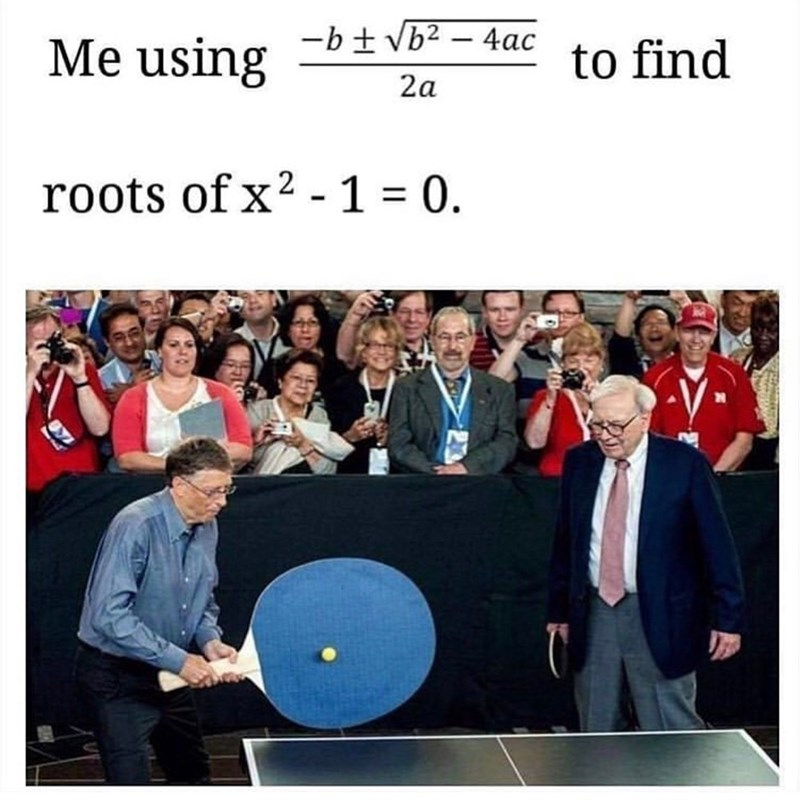 Me using −b ± √b² − 4ac / 2a to find
roots of x² - 1 = 0.
N